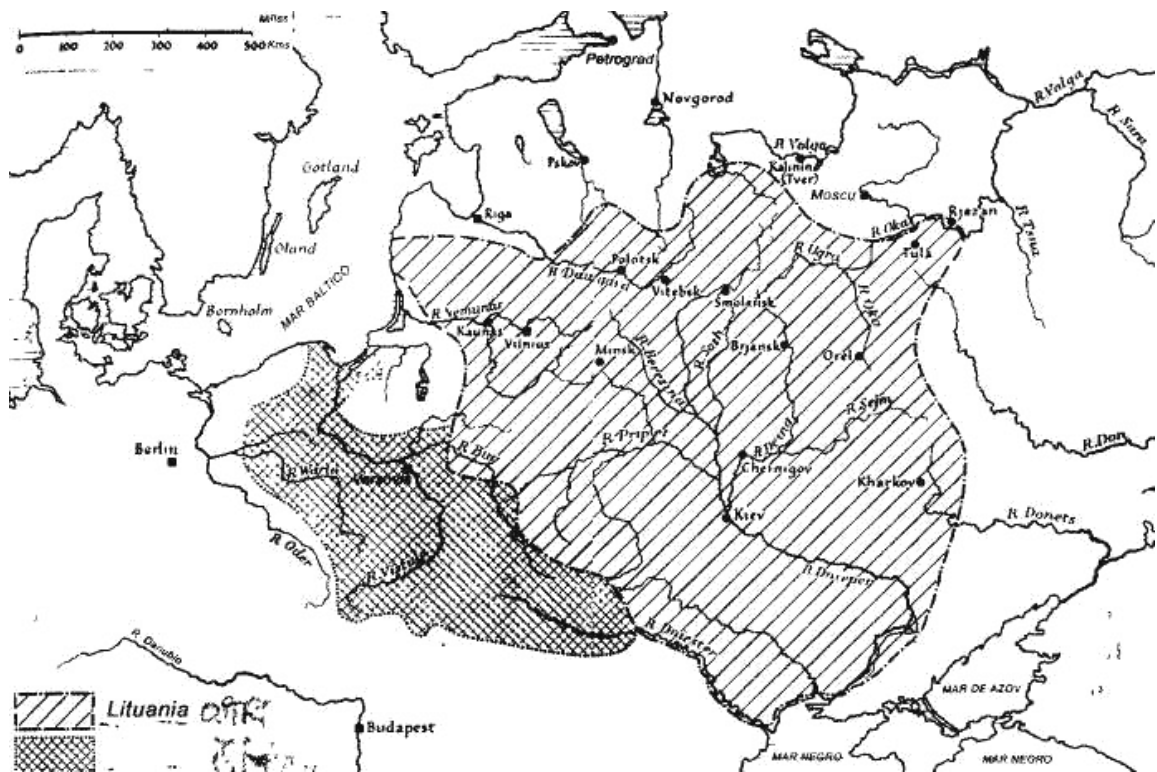 Miles
0 100 200 300 400 500 Kms
Petrograd
Novgorod
R Volga
R Sura
Gotland
Pskov
R Volga
Kalinin
(Tver)
Moscu
Riga
R Oka
Rjazan
R Tsna
Oland
Polotsk
R Ugra
Tula
MAR BALTICO
Vitebsk
Bornholm
Smolensk
R Nemunas
Kaunas
Vilnius
R Sozh
Minsk
R Berezina
Brjansk
Orel
R Sejm
Berlin
R Bug
R Pripet
R Desna
R Don
R Warta
Chernigov
Kharkov
Kiev
R Donets
R Oder
R Vistula
R Dnieper
R Dniester
R. Danubio
MAR DE AZOV
Lituania
Budapest
MAR NEGRO
MAR NEGRO